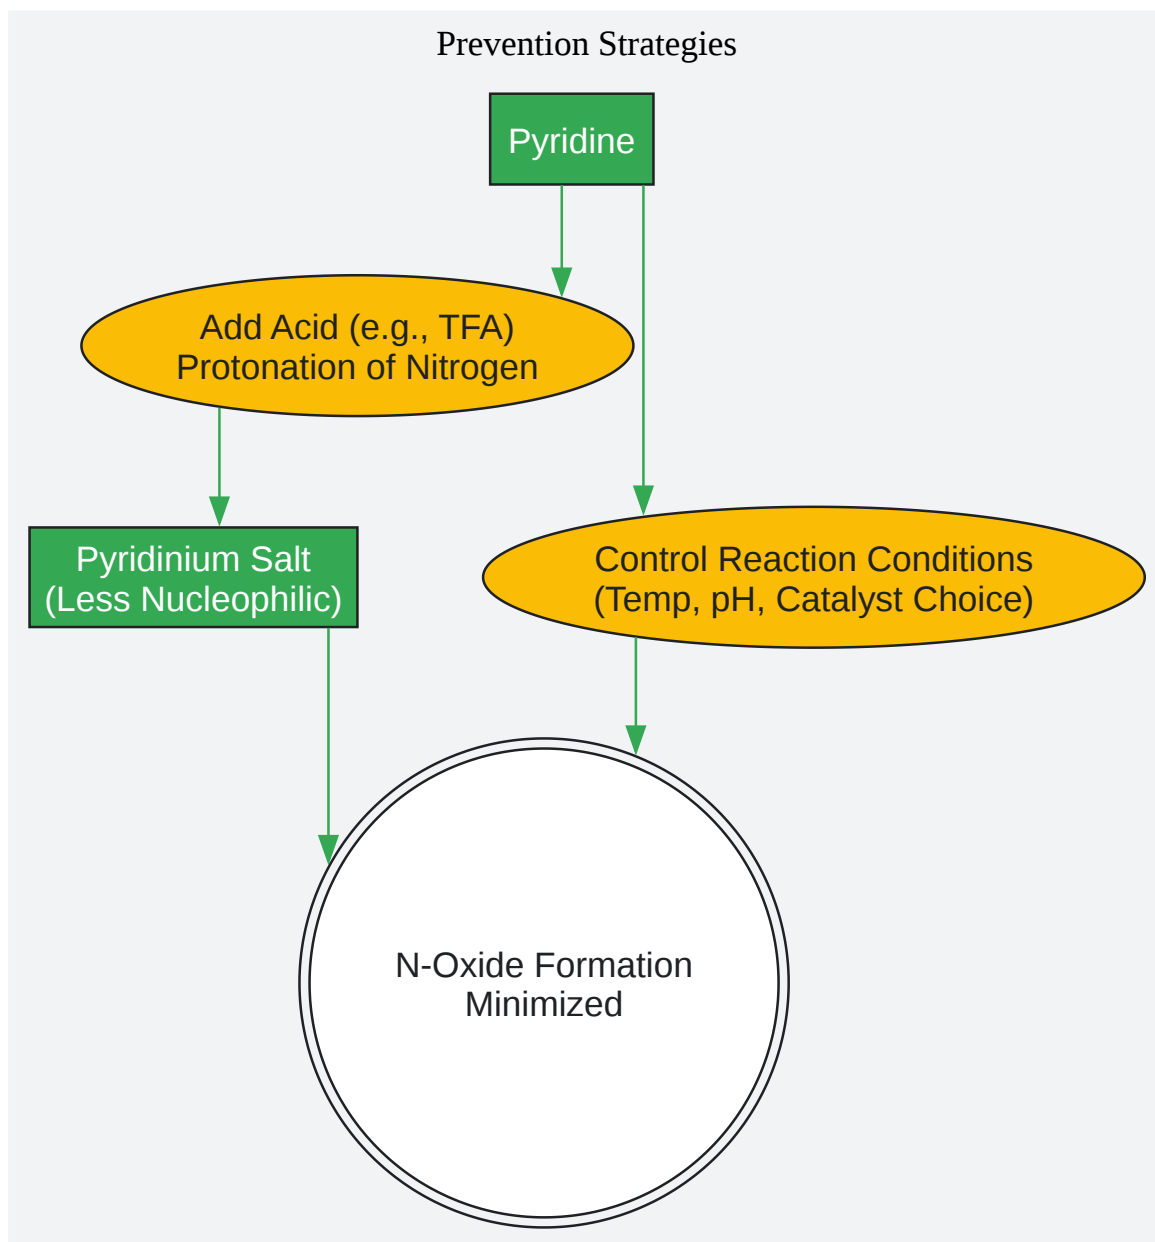 Prevention Strategies
Pyridine
Add Acid (e.g., TFA)
Protonation of Nitrogen
Pyridinium Salt
(Less Nucleophilic)
Control Reaction Conditions
(Temp, pH, Catalyst Choice)
N-Oxide Formation
Minimized